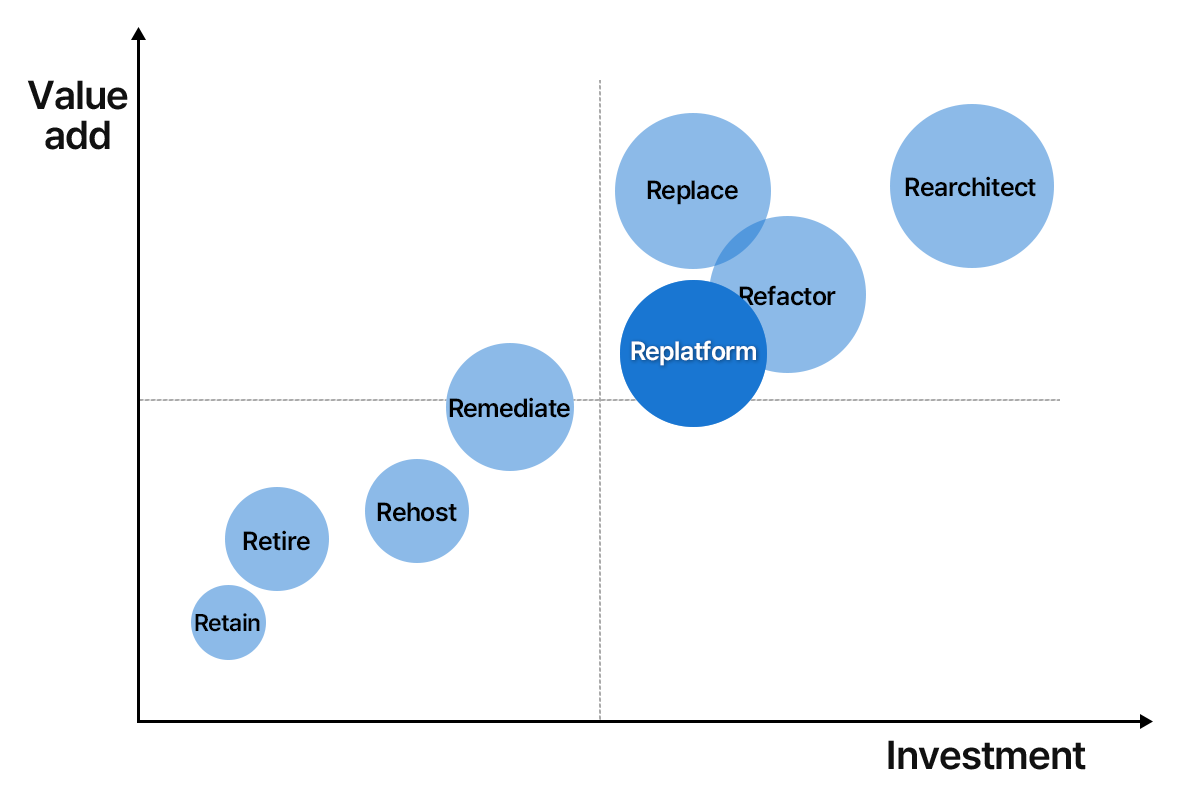 Value
add
Replace
Rearchitect
Refactor
Replatform
Remediate
Rehost
Retire
Retain
Investment